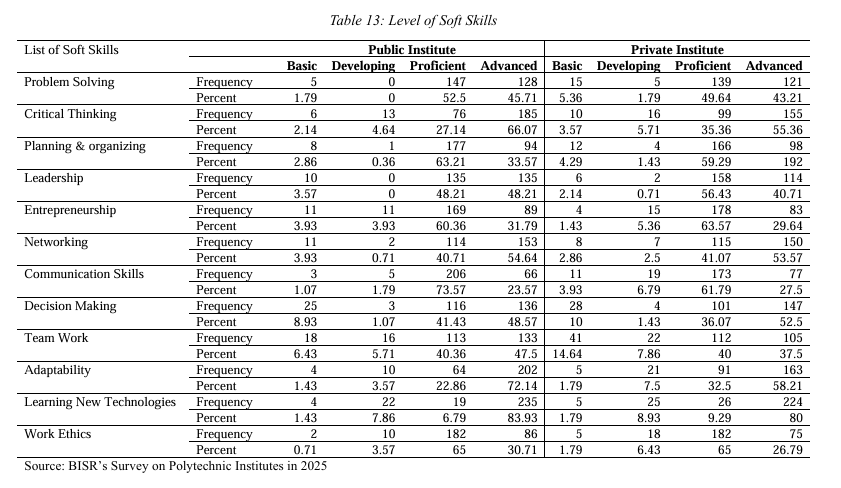 Table 13: Level of Soft Skills
List of Soft Skills Public Institute Private Institute
Basic Developing Proficient Advanced Basic Developing Proficient Advanced
Problem Solving Frequency 5 0 147 128 15 5 139 121
Percent 1.79 0 52.5 45.71 5.36 1.79 49.64 43.21
Critical Thinking Frequency 6 13 76 185 10 16 99 155
Percent 2.14 4.64 27.14 66.07 3.57 5.71 35.36 55.36
Planning & organizing Frequency 8 1 177 94 12 4 166 98
Percent 2.86 0.36 63.21 33.57 4.29 1.43 59.29 192
Leadership Frequency 10 0 135 135 6 2 158 114
Percent 3.57 0 48.21 48.21 2.14 0.71 56.43 40.71
Entrepreneurship Frequency 11 11 169 89 4 15 178 83
Percent 3.93 3.93 60.36 31.79 1.43 5.36 63.57 29.64
Networking Frequency 11 2 114 153 8 7 115 150
Percent 3.93 0.71 40.71 54.64 2.86 2.5 41.07 53.57
Communication Skills Frequency 3 5 206 66 11 19 173 77
Percent 1.07 1.79 73.57 23.57 3.93 6.79 61.79 27.5
Decision Making Frequency 25 3 116 136 28 4 101 147
Percent 8.93 1.07 41.43 48.57 10 1.43 36.07 52.5
Team Work Frequency 18 16 113 133 41 22 112 105
Percent 6.43 5.71 40.36 47.5 14.64 7.86 40 37.5
Adaptability Frequency 4 10 64 202 5 21 91 163
Percent 1.43 3.57 22.86 72.14 1.79 7.5 32.5 58.21
Learning New Technologies Frequency 4 22 19 235 5 25 26 224
Percent 1.43 7.86 6.79 83.93 1.79 8.93 9.29 80
Work Ethics Frequency 2 10 182 86 5 18 182 75
Percent 0.71 3.57 65 30.71 1.79 6.43 65 26.79
Source: BISR's Survey on Polytechnic Institutes in 2025